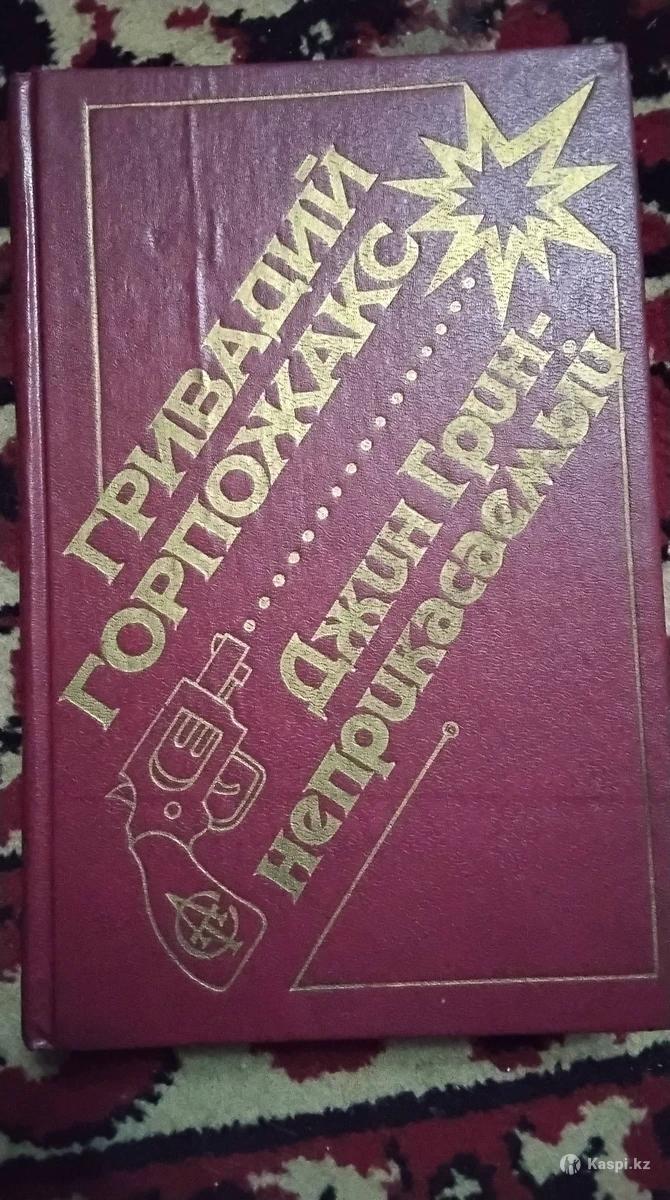 ГРИВАДИЙ
ГОРПОЖАКС
Джин Грин-
неприкасаемый
Kaspi.kz